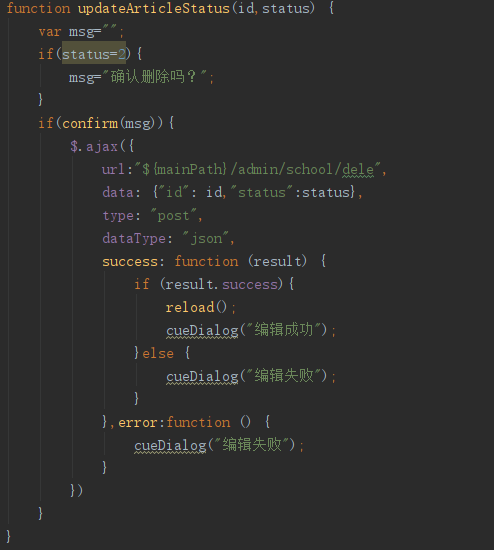 function updateArticleStatus(id,status) {
var msg="";
if(status=2){
msg="确认删除吗？";
}
if(confirm(msg)){
$.ajax({
url:"${mainPath}/admin/school/dele",
data: {"id": id,"status":status},
type: "post",
dataType: "json",
success: function (result) {
if (result.success){
reload();
cueDialog("编辑成功");
}else {
cueDialog("编辑失败");
}
},error:function () {
cueDialog("编辑失败");
}
})
}
}